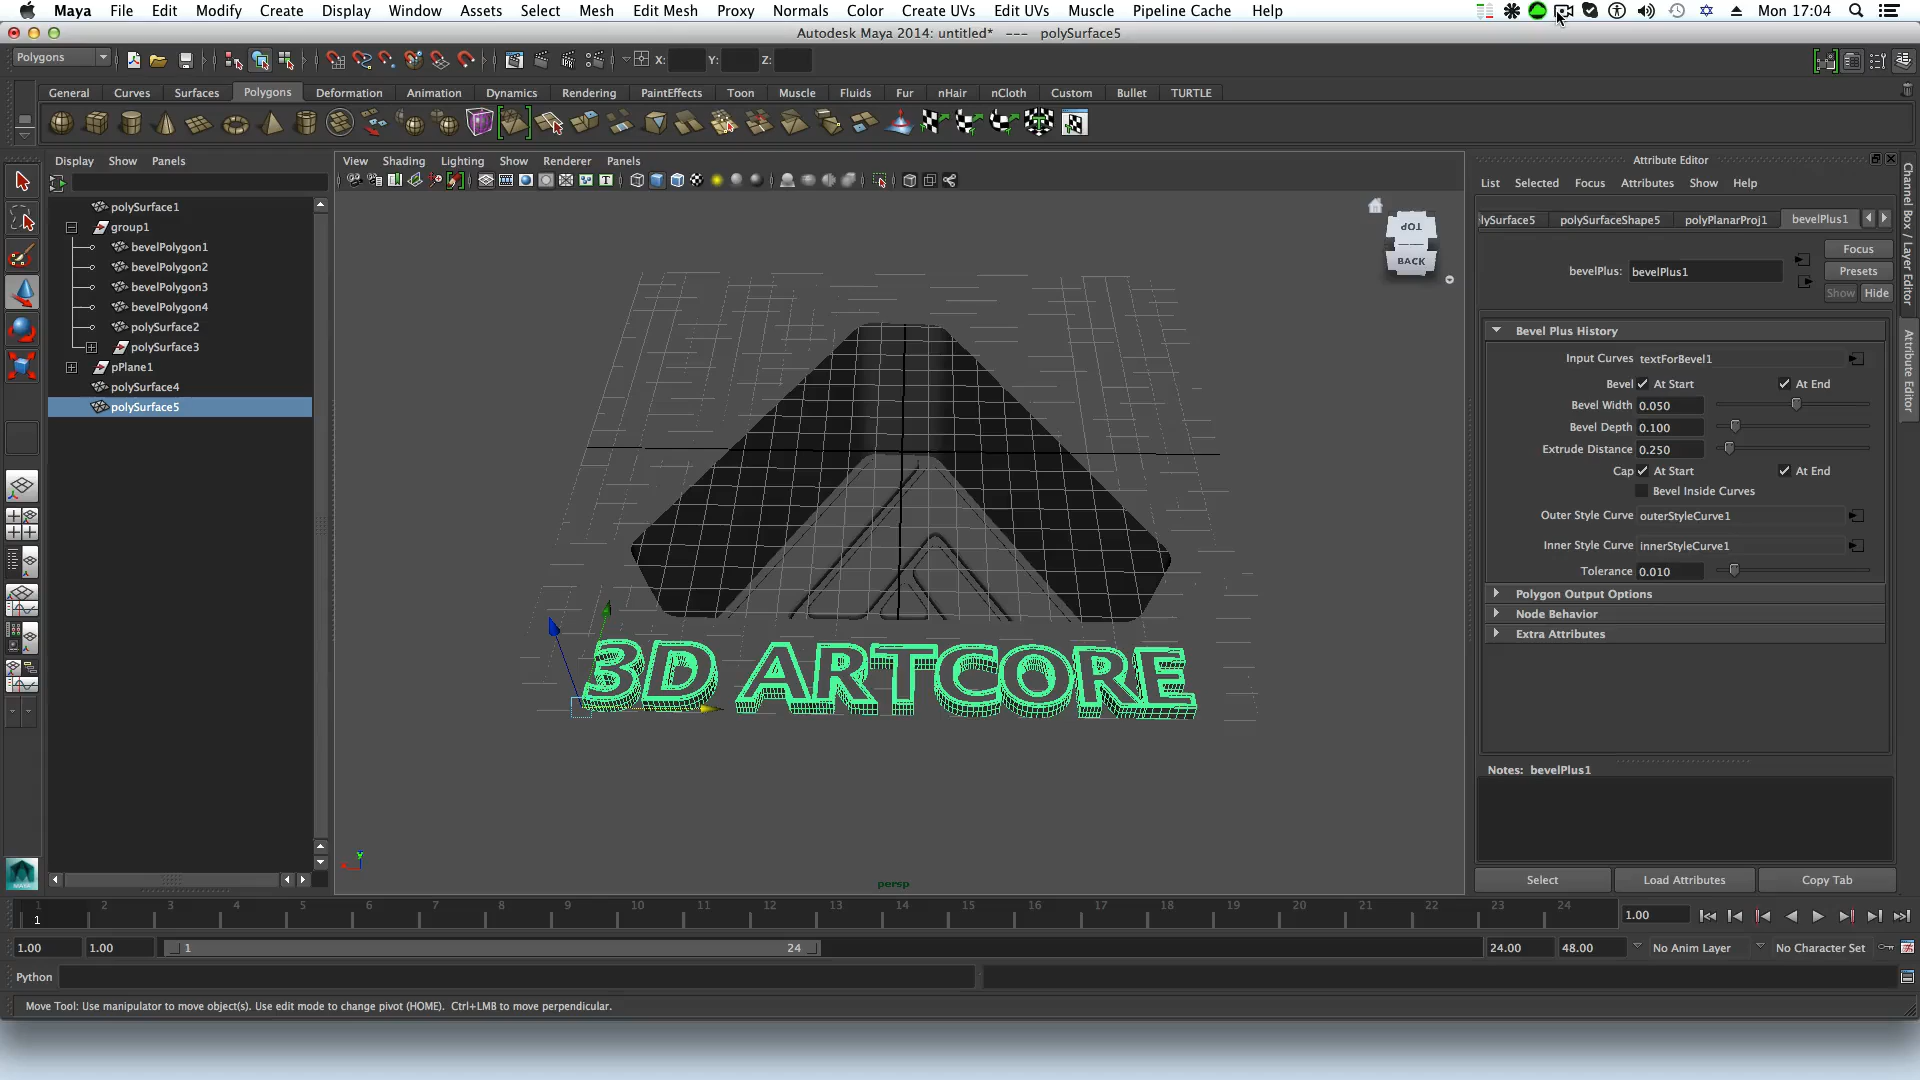 Maya File Edit Modify Create Display Window Assets Select Mesh Edit Mesh Proxy Normals Color Create UVs Edit UVs Muscle Pipeline Cache Help Mon 17:04
Autodesk Maya 2014: untitled* --- polySurface5
Polygons X: Y: Z:
General Curves Surfaces Polygons Deformation Animation Dynamics Rendering PaintEffects Toon Muscle Fluids Fur nHair nCloth Custom Bullet TURTLE
Display Show Panels
polySurface1
group1
bevelPolygon1
bevelPolygon2
bevelPolygon3
bevelPolygon4
polySurface2
polySurface3
pPlane1
polySurface4
polySurface5
View Shading Lighting Show Renderer Panels
TOP
BACK
3D ARTCORE
persp
Attribute Editor
List Selected Focus Attributes Show Help
lySurface5 polySurfaceShape5 polyPlanarProj1 bevelPlus1
Focus
bevelPlus: bevelPlus1 Presets
Show Hide
Bevel Plus History
Input Curves textForBevel1
Bevel At Start At End
Bevel Width 0.050
Bevel Depth 0.100
Extrude Distance 0.250
Cap At Start At End
Bevel Inside Curves
Outer Style Curve outerStyleCurve1
Inner Style Curve innerStyleCurve1
Tolerance 0.010
Polygon Output Options
Node Behavior
Extra Attributes
Notes: bevelPlus1
Select Load Attributes Copy Tab
Channel Box / Layer Editor
Attribute Editor
1 2 3 4 5 6 7 8 9 10 11 12 13 14 15 16 17 18 19 20 21 22 23 24
1 1.00
1.00 1.00 1 24 24.00 48.00 No Anim Layer No Character Set
Python
Move Tool: Use manipulator to move object(s). Use edit mode to change pivot (HOME). Ctrl+LMB to move perpendicular.